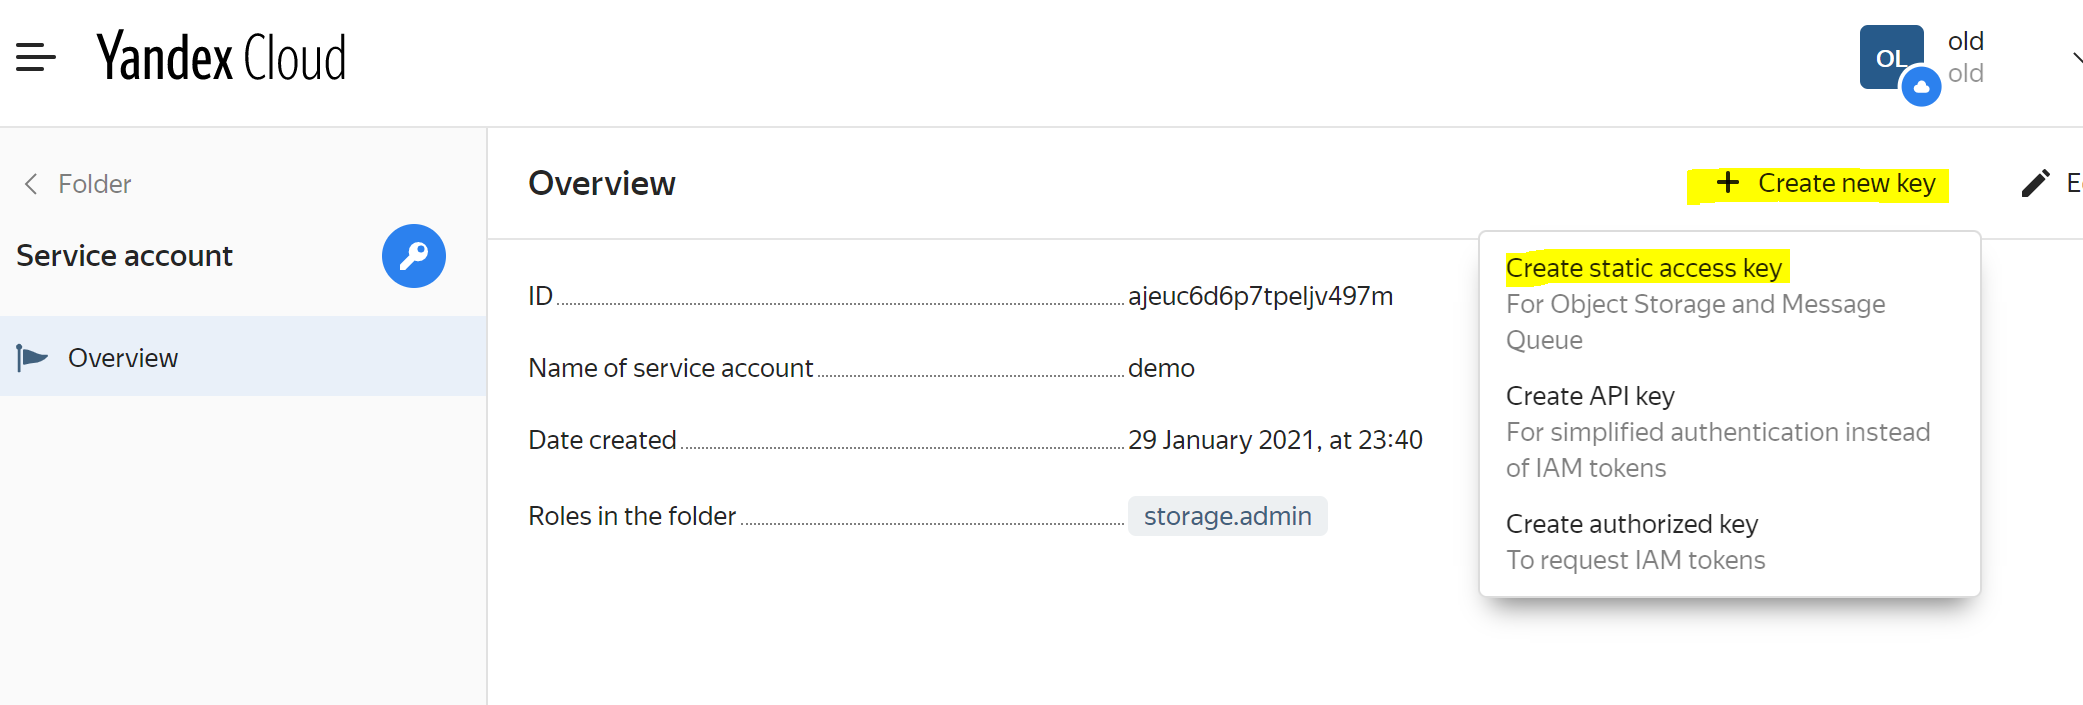 Yandex Cloud
OL
old
old
Folder
Service account
Overview
Overview
Create new key
ID
ajeuc6d6p7tpeljv497m
Name of service account
demo
Date created
29 January 2021, at 23:40
Roles in the folder
storage.admin
Create static access key
For Object Storage and Message
Queue
Create API key
For simplified authentication instead
of IAM tokens
Create authorized key
To request IAM tokens